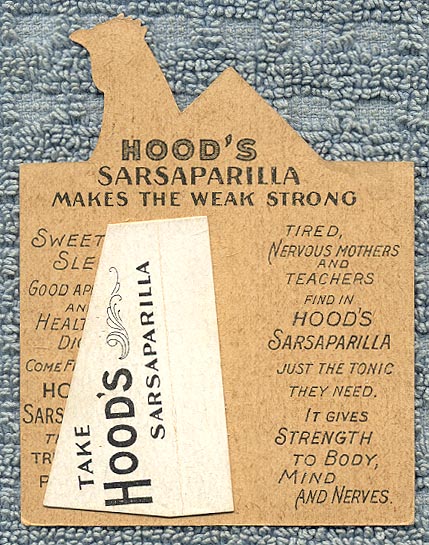 HOOD'S
SARSAPARILLA
MAKES THE WEAK STRONG
SWEET
SLE
GOOD AP
AN
HEALT
DI
COME F
HO
SARS
T
TR
P
TAKE
HOOD'S
SARSAPARILLA
TIRED,
NERVOUS MOTHERS
AND
TEACHERS
FIND IN
HOOD'S
SARSAPARILLA
JUST THE TONIC
THEY NEED.
IT GIVES
STRENGTH
TO BODY,
MIND
AND NERVES.